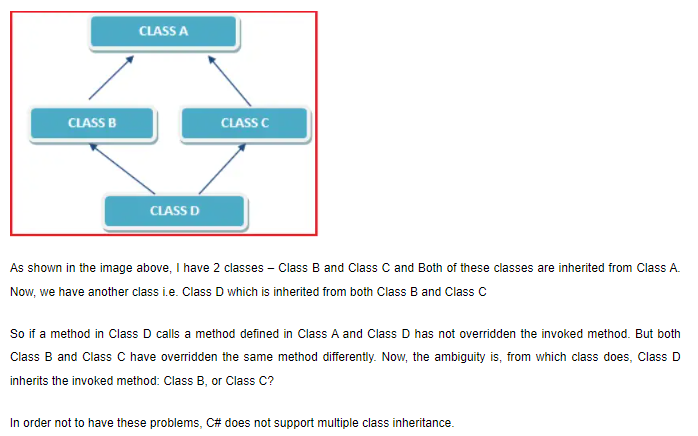 CLASS A
CLASS B
CLASS C
CLASS D
As shown in the image above, I have 2 classes – Class B and Class C and Both of these classes are inherited from Class A.
Now, we have another class i.e. Class D which is inherited from both Class B and Class C
So if a method in Class D calls a method defined in Class A and Class D has not overridden the invoked method. But both
Class B and Class C have overridden the same method differently. Now, the ambiguity is, from which class does, Class D
inherits the invoked method: Class B, or Class C?
In order not to have these problems, C# does not support multiple class inheritance.